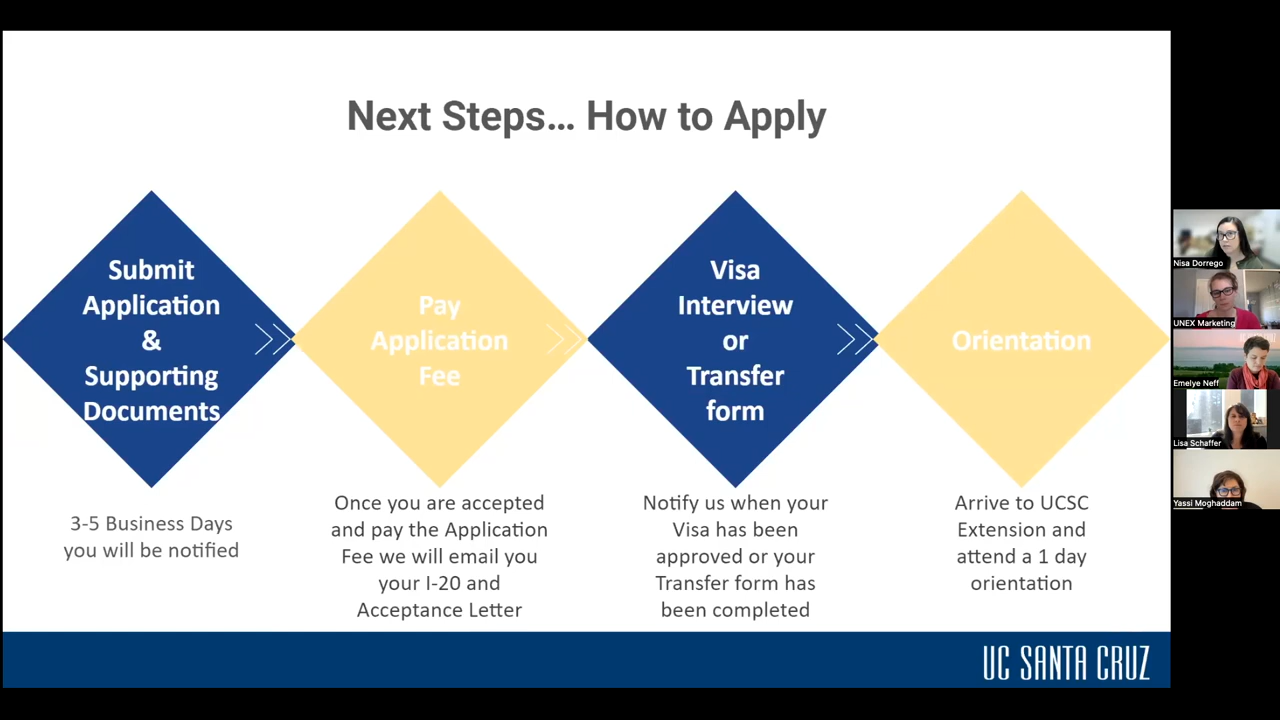 Next Steps... How to Apply
Submit
Application
&
Supporting
Documents
Pay
Application
Fee
Visa
Interview
or
Transfer
form
Orientation
3-5 Business Days
you will be notified
Once you are accepted
and pay the Application
Fee we will email you
your I-20 and
Acceptance Letter
Notify us when your
Visa has been
approved or your
Transfer form has
been completed
Arrive to UCSC
Extension and
attend a 1 day
orientation
UC SANTA CRUZ
Nisa Dorrego
UNEX Marketing
Emelye Neff
Lisa Schaffer
Yassi Moghaddam